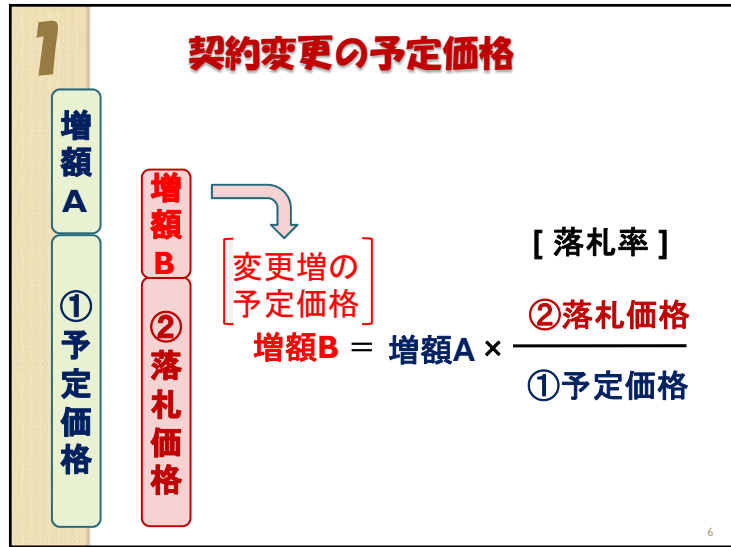 1
契約変更の予定価格
増額A
①予定価格
増額B
②落札価格
変更増の
予定価格
[ 落札率 ]
増額B ＝ 増額A ×
②落札価格
①予定価格
6